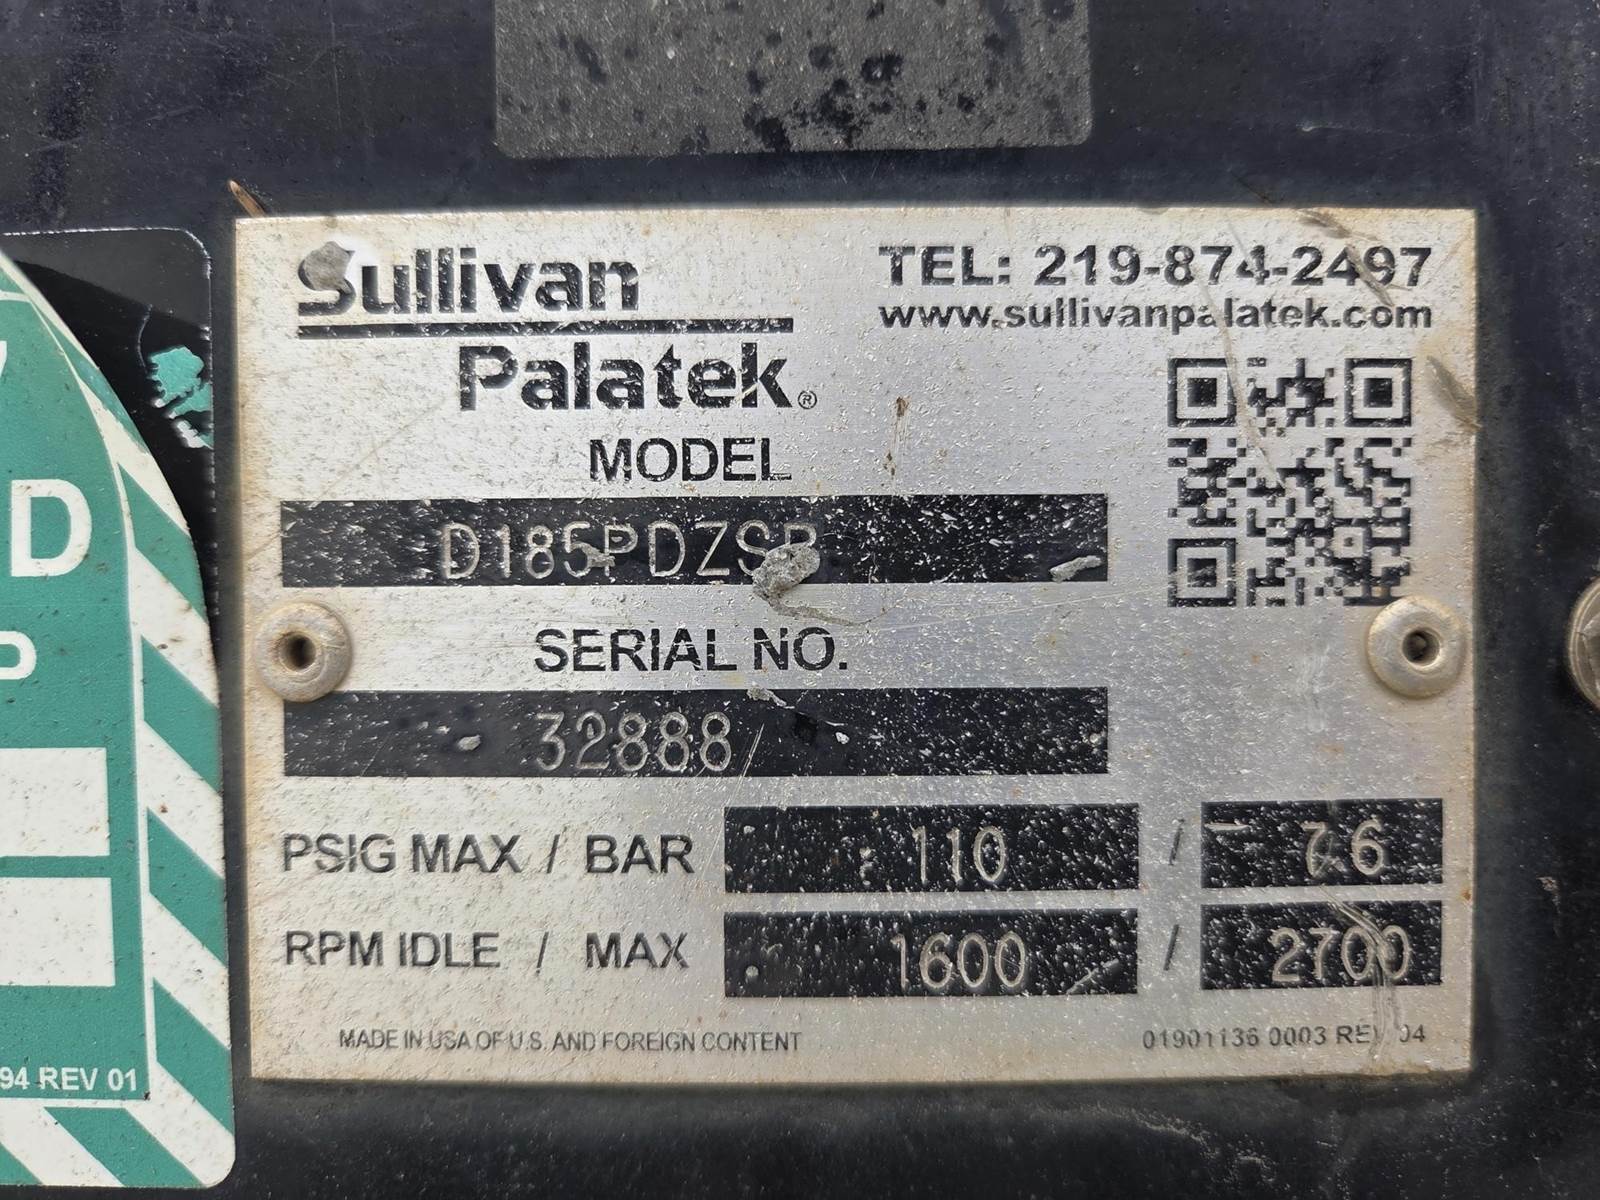 Sullivan
Palatek®
TEL: 219-874-2497
www.sullivanpalatek.com
MODEL
SERIAL NO.
32888
PSIG MAX / BAR 110 / 7.6
RPM IDLE / MAX 1600 / 2700
MADE IN USA OF U.S. AND FOREIGN CONTENT
01901136 0003 REV 04
D
P
94 REV 01